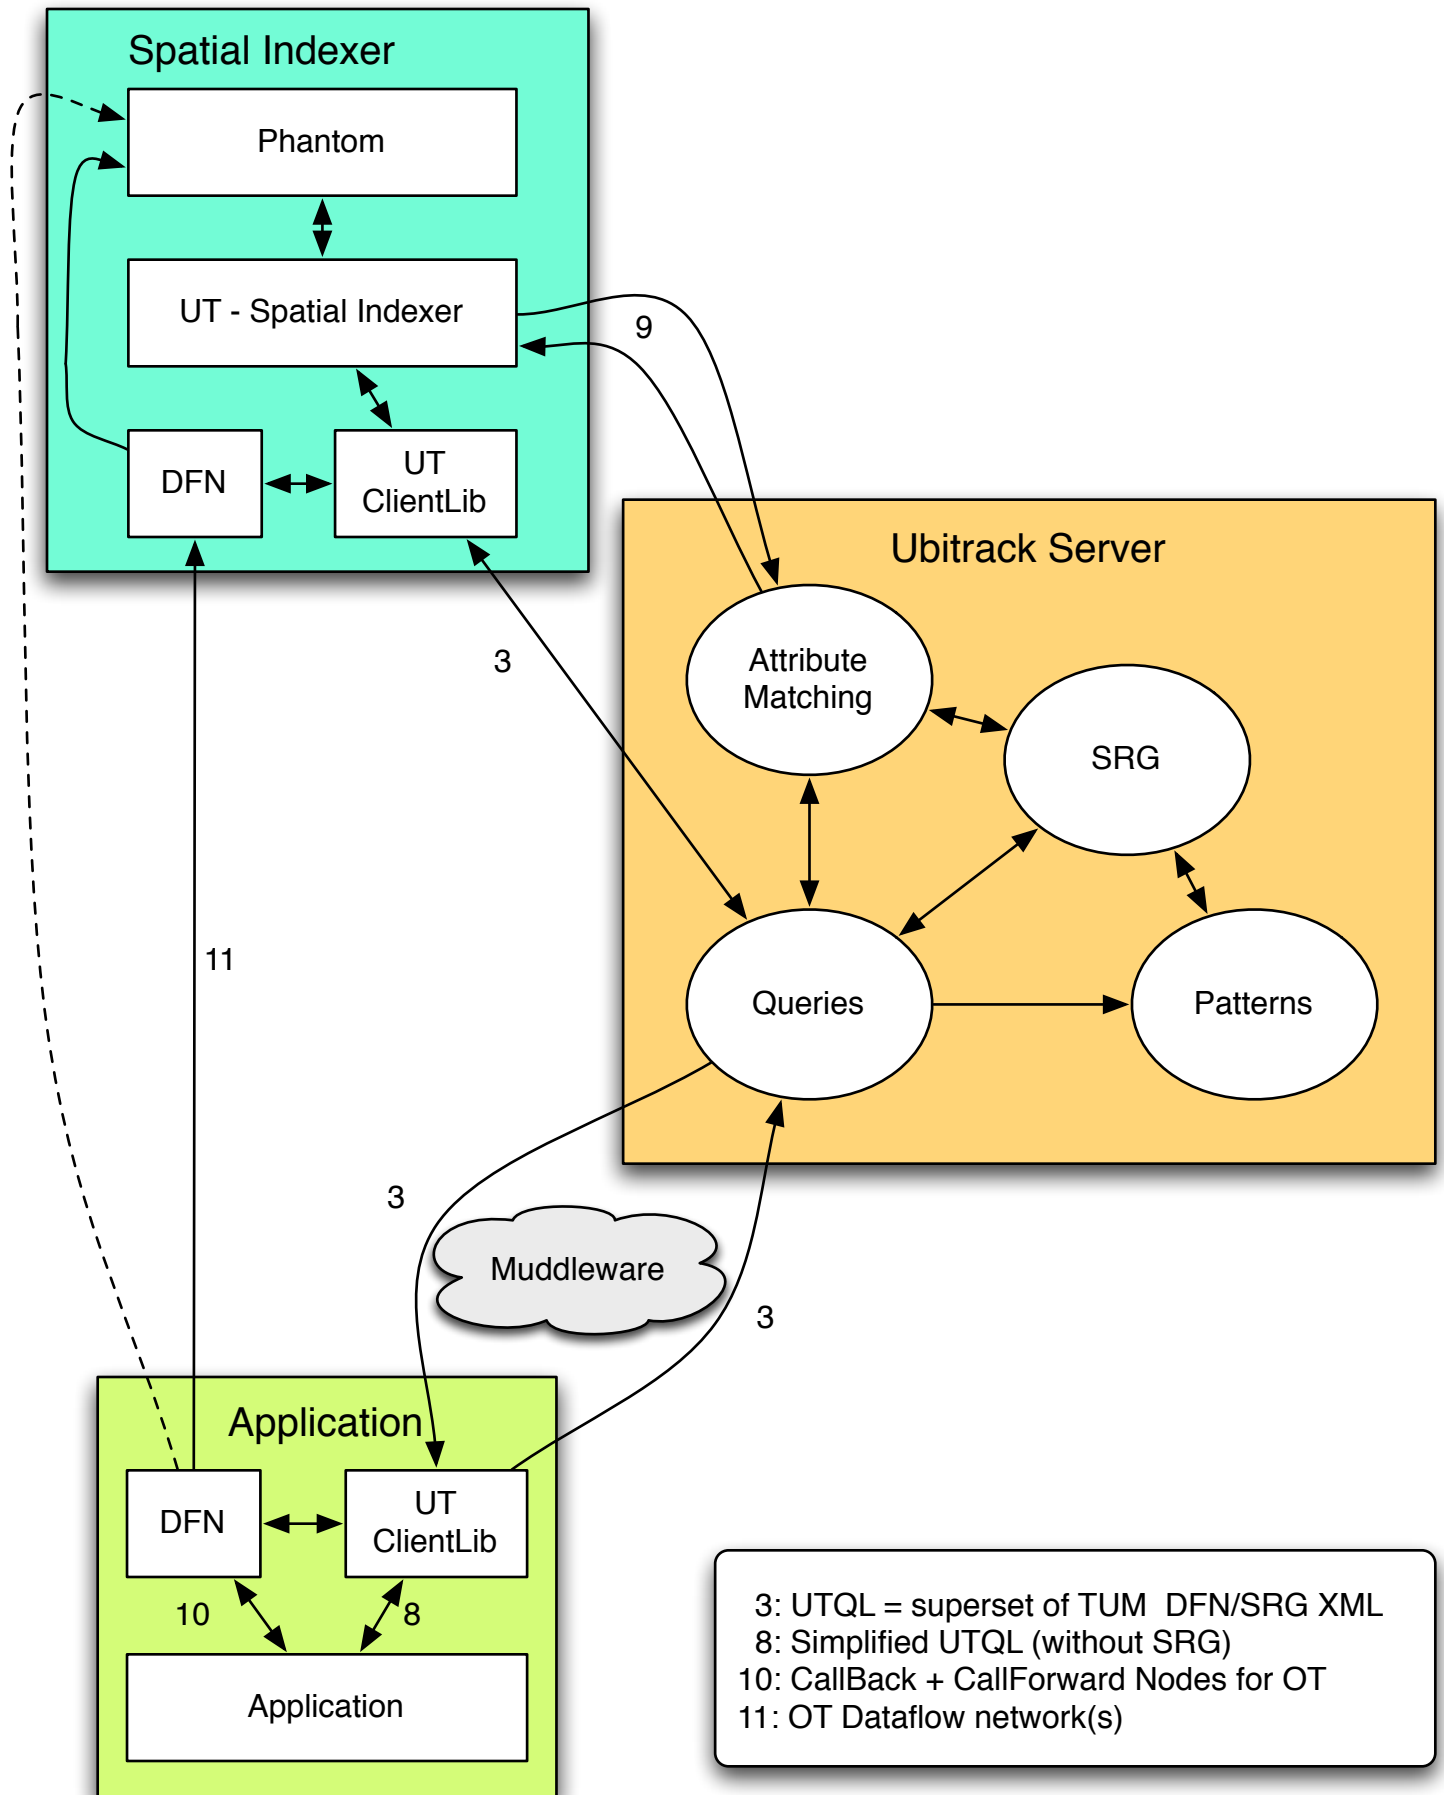 Spatial Indexer
Phantom
UT - Spatial Indexer
9
DFN
UT
ClientLib
Ubitrack Server
Attribute
Matching
SRG
3
Queries
Patterns
11
3
Muddleware
3
Application
DFN
UT
ClientLib
10
8
Application
3: UTQL = superset of TUM  DFN/SRG XML
8: Simplified UTQL (without SRG)
10: CallBack + CallForward Nodes for OT
11: OT Dataflow network(s)